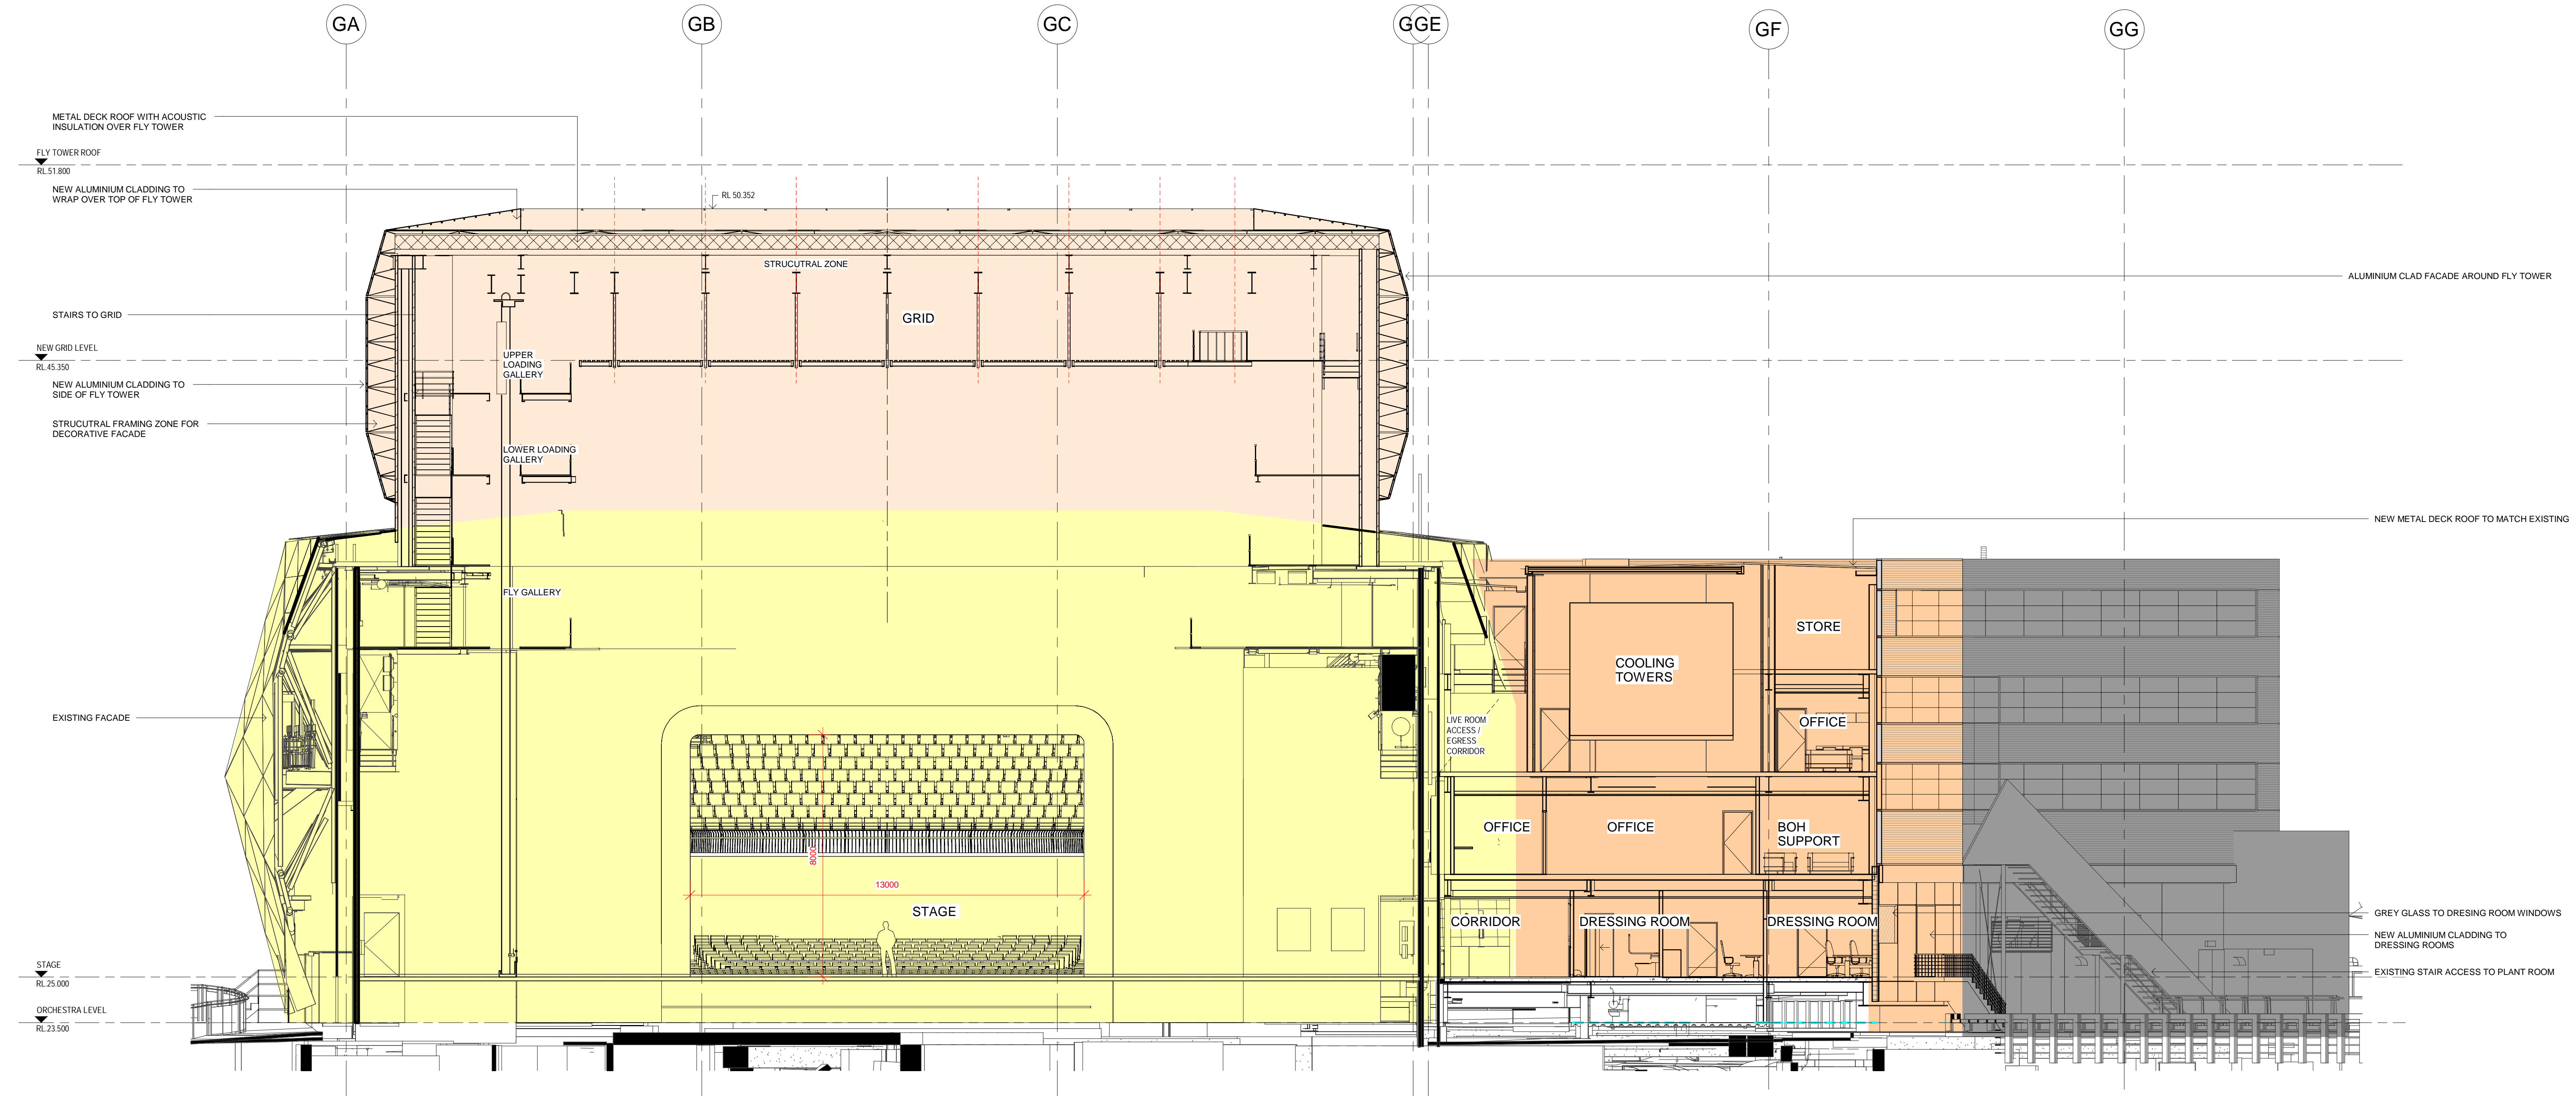 GA
GB
GC
GGE
GF
GG
METAL DECK ROOF WITH ACOUSTIC
INSULATION OVER FLY TOWER
FLY TOWER ROOF
RL.51.800
NEW ALUMINIUM CLADDING TO
WRAP OVER TOP OF FLY TOWER
RL 50.352
STRUCUTRAL ZONE
ALUMINIUM CLAD FACADE AROUND FLY TOWER
STAIRS TO GRID
GRID
NEW GRID LEVEL
RL.45.350
UPPER
LOADING
GALLERY
NEW ALUMINIUM CLADDING TO
SIDE OF FLY TOWER
STRUCUTRAL FRAMING ZONE FOR
DECORATIVE FACADE
LOWER LOADING
GALLERY
NEW METAL DECK ROOF TO MATCH EXISTING
FLY GALLERY
STORE
COOLING
TOWERS
EXISTING FACADE
LIVE ROOM
ACCESS /
EGRESS
CORRIDOR
OFFICE
OFFICE
OFFICE
BOH
SUPPORT
8000
13000
STAGE
CORRIDOR
DRESSING ROOM
DRESSING ROOM
GREY GLASS TO DRESING ROOM WINDOWS
NEW ALUMINIUM CLADDING TO
DRESSING ROOMS
EXISTING STAIR ACCESS TO PLANT ROOM
STAGE
RL.25.000
ORCHESTRA LEVEL
RL.23.500